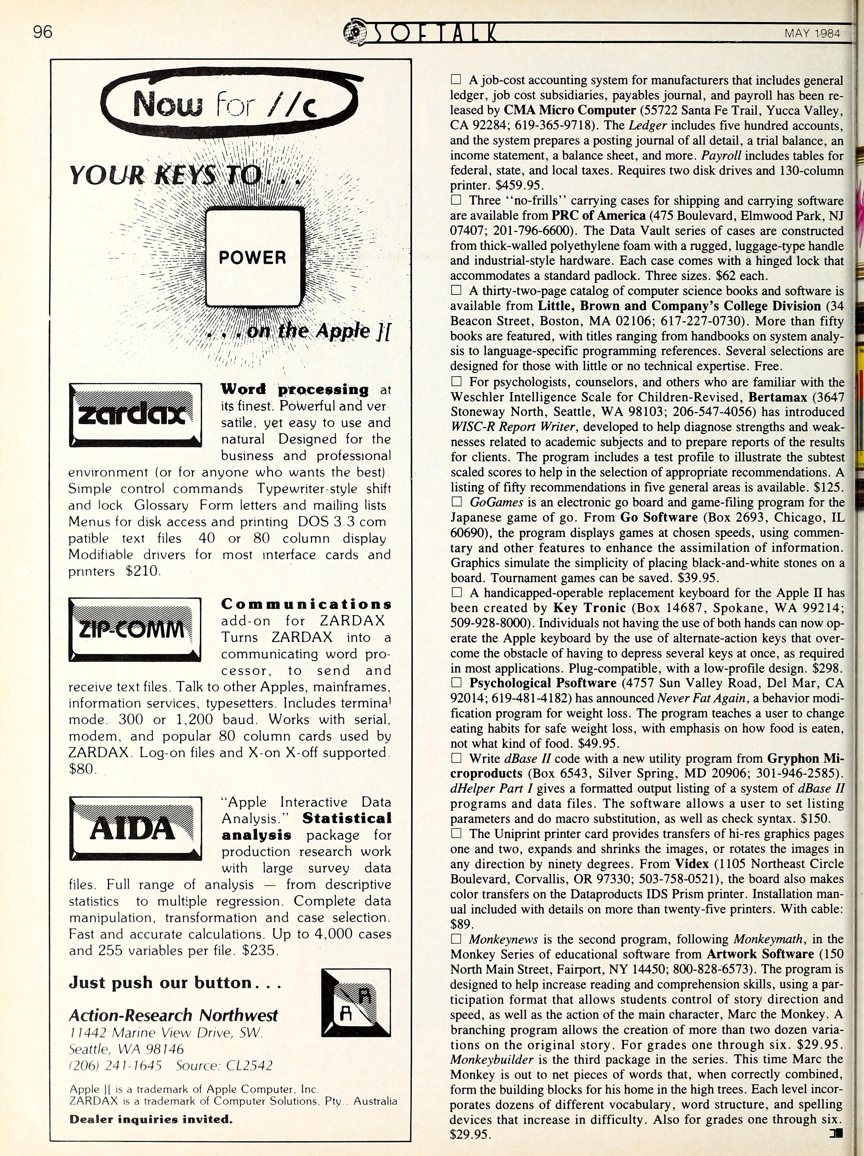 96
SOFTALK
MAY 1984
Now for //c
YOUR KEYS TO...
POWER
...on the Apple ][
zardax
Word processing at
its finest. Powerful and ver-
satile, yet easy to use and
natural Designed for the
business and professional
environment (or for anyone who wants the best)
Simple control commands Typewriter-style shift
and lock Glossary Form letters and mailing lists
Menus for disk access and printing DOS 3 3 com
patible text files 40 or 80 column display
Modifiable drivers for most interface cards and
printers $210.
ZIP-COMM
Communications
add-on for ZARDAX
Turns ZARDAX into a
communicating word pro-
cessor, to send and
receive text files. Talk to other Apples, mainframes,
information services, typesetters. Includes terminal
mode. 300 or 1,200 baud. Works with serial,
modem, and popular 80 column cards used by
ZARDAX. Log-on files and X-on X-off supported.
$80.
AIDA
"Apple Interactive Data
Analysis." Statistical
analysis package for
production research work
with large survey data
files. Full range of analysis — from descriptive
statistics to multiple regression. Complete data
manipulation, transformation and case selection.
Fast and accurate calculations. Up to 4,000 cases
and 255 variables per file. $235.
Just push our button...
Action-Research Northwest
11442 Marine View Drive, SW.
Seattle, WA 98146
(206) 241-1645 Source: CL2542
A R
Apple ][ is a trademark of Apple Computer, Inc.
ZARDAX is a trademark of Computer Solutions, Pty., Australia
Dealer inquiries invited.
☐ A job-cost accounting system for manufacturers that includes general
ledger, job cost subsidiaries, payables journal, and payroll has been re-
leased by CMA Micro Computer (55722 Santa Fe Trail, Yucca Valley,
CA 92284; 619-365-9718). The Ledger includes five hundred accounts,
and the system prepares a posting journal of all detail, a trial balance, an
income statement, a balance sheet, and more. Payroll includes tables for
federal, state, and local taxes. Requires two disk drives and 130-column
printer. $459.95.
☐ Three "no-frills" carrying cases for shipping and carrying software
are available from PRC of America (475 Boulevard, Elmwood Park, NJ
07407; 201-796-6600). The Data Vault series of cases are constructed
from thick-walled polyethylene foam with a rugged, luggage-type handle
and industrial-style hardware. Each case comes with a hinged lock that
accommodates a standard padlock. Three sizes. $62 each.
☐ A thirty-two-page catalog of computer science books and software is
available from Little, Brown and Company's College Division (34
Beacon Street, Boston, MA 02106; 617-227-0730). More than fifty
books are featured, with titles ranging from handbooks on system analy-
sis to language-specific programming references. Several selections are
designed for those with little or no technical expertise. Free.
☐ For psychologists, counselors, and others who are familiar with the
Weschler Intelligence Scale for Children-Revised, Bertamax (3647
Stoneway North, Seattle, WA 98103; 206-547-4056) has introduced
WISC-R Report Writer, developed to help diagnose strengths and weak-
nesses related to academic subjects and to prepare reports of the results
for clients. The program includes a test profile to illustrate the subtest
scaled scores to help in the selection of appropriate recommendations. A
listing of fifty recommendations in five general areas is available. $125.
☐ GoGames is an electronic go board and game-filing program for the
Japanese game of go. From Go Software (Box 2693, Chicago, IL
60690), the program displays games at chosen speeds, using commen-
tary and other features to enhance the assimilation of information.
Graphics simulate the simplicity of placing black-and-white stones on a
board. Tournament games can be saved. $39.95.
☐ A handicapped-operable replacement keyboard for the Apple II has
been created by Key Tronic (Box 14687, Spokane, WA 99214;
509-928-8000). Individuals not having the use of both hands can now op-
erate the Apple keyboard by the use of alternate-action keys that over-
come the obstacle of having to depress several keys at once, as required
in most applications. Plug-compatible, with a low-profile design. $298.
☐ Psychological Psoftware (4757 Sun Valley Road, Del Mar, CA
92014; 619-481-4182) has announced Never Fat Again, a behavior modi-
fication program for weight loss. The program teaches a user to change
eating habits for safe weight loss, with emphasis on how food is eaten,
not what kind of food. $49.95.
☐ Write dBase II code with a new utility program from Gryphon Mi-
croproducts (Box 6543, Silver Spring, MD 20906; 301-946-2585).
dHelper Part I gives a formatted output listing of a system of dBase II
programs and data files. The software allows a user to set listing
parameters and do macro substitution, as well as check syntax. $150.
☐ The Uniprint printer card provides transfers of hi-res graphics pages
one and two, expands and shrinks the images, or rotates the images in
any direction by ninety degrees. From Videx (1105 Northeast Circle
Boulevard, Corvallis, OR 97330; 503-758-0521), the board also makes
color transfers on the Dataproducts IDS Prism printer. Installation man-
ual included with details on more than twenty-five printers. With cable:
$89.
☐ Monkeynews is the second program, following Monkeymath, in the
Monkey Series of educational software from Artwork Software (150
North Main Street, Fairport, NY 14450; 800-828-6573). The program is
designed to help increase reading and comprehension skills, using a par-
ticipation format that allows students control of story direction and
speed, as well as the action of the main character, Marc the Monkey. A
branching program allows the creation of more than two dozen varia-
tions on the original story. For grades one through six. $29.95.
Monkeybuilder is the third package in the series. This time Marc the
Monkey is out to net pieces of words that, when correctly combined,
form the building blocks for his home in the high trees. Each level incor-
porates dozens of different vocabulary, word structure, and spelling
devices that increase in difficulty. Also for grades one through six.
$29.95.